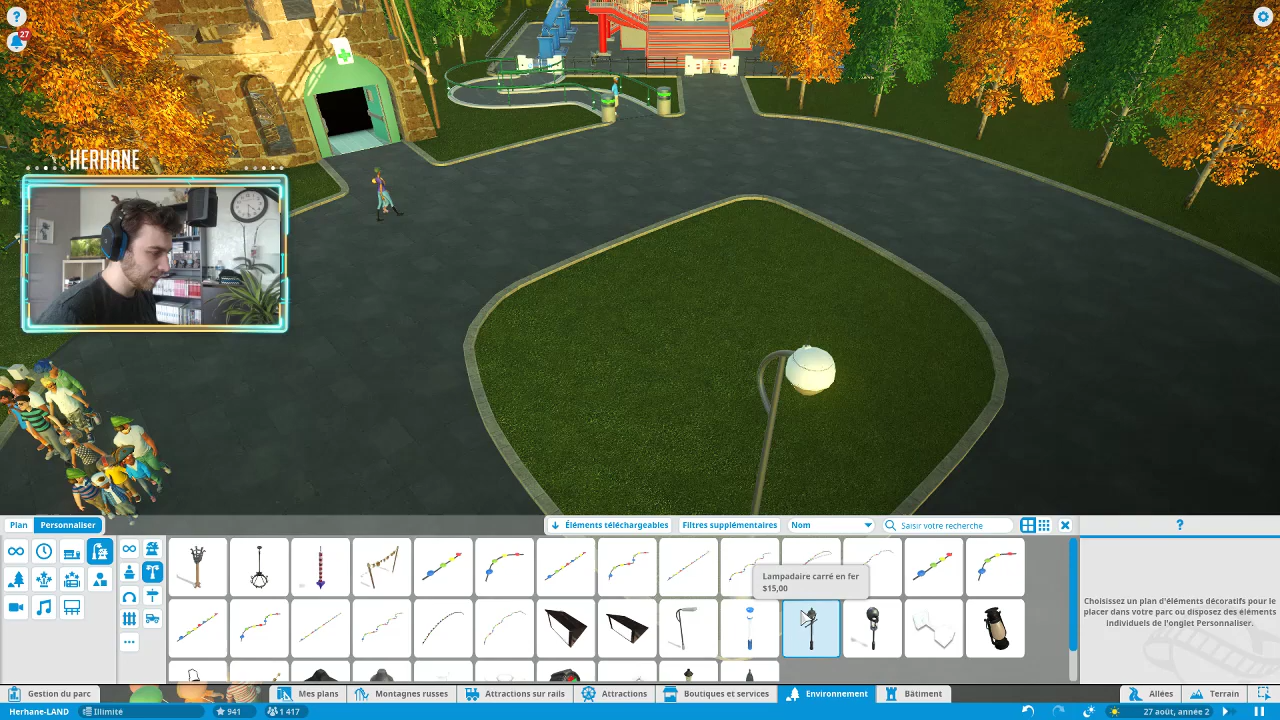 ?
27
HERHANE
Plan
Personnaliser
Éléments téléchargeables
Filtres supplémentaires
Nom
Saisir votre recherche
?
Lampadaire carré en fer
$15,00
Choisissez un plan d'éléments décoratifs pour le
placer dans votre parc ou disposez des éléments
individuels de l'onglet Personnaliser.
Gestion du parc
Mes plans
Montagnes russes
Attractions sur rails
Attractions
Boutiques et services
Environnement
Bâtiment
Allées
Terrain
Herhane-LAND
Illimité
941
1 417
27 août, année 2